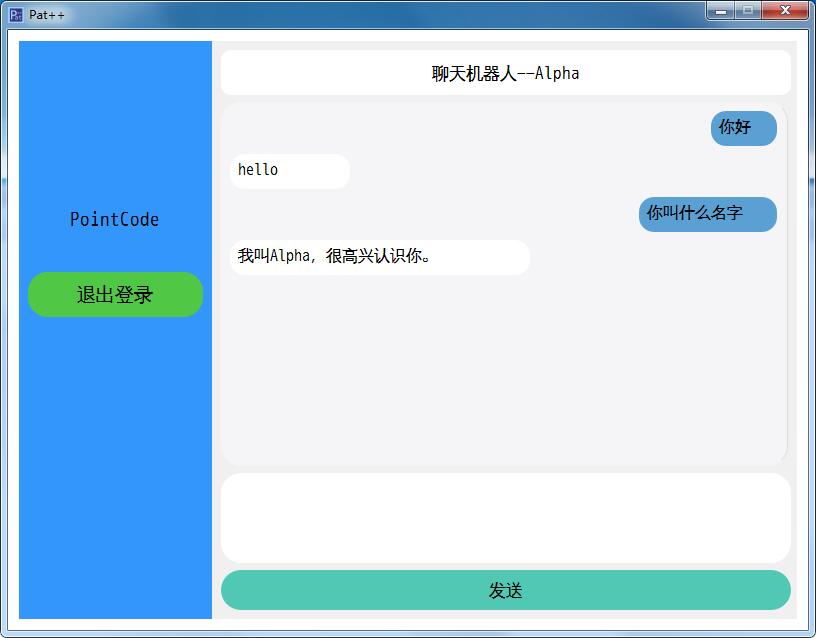 Pat++
聊天机器人--Alpha
你好
hello
PointCode
你叫什么名字
我叫Alpha, 很高兴认识你。
退出登录
发送